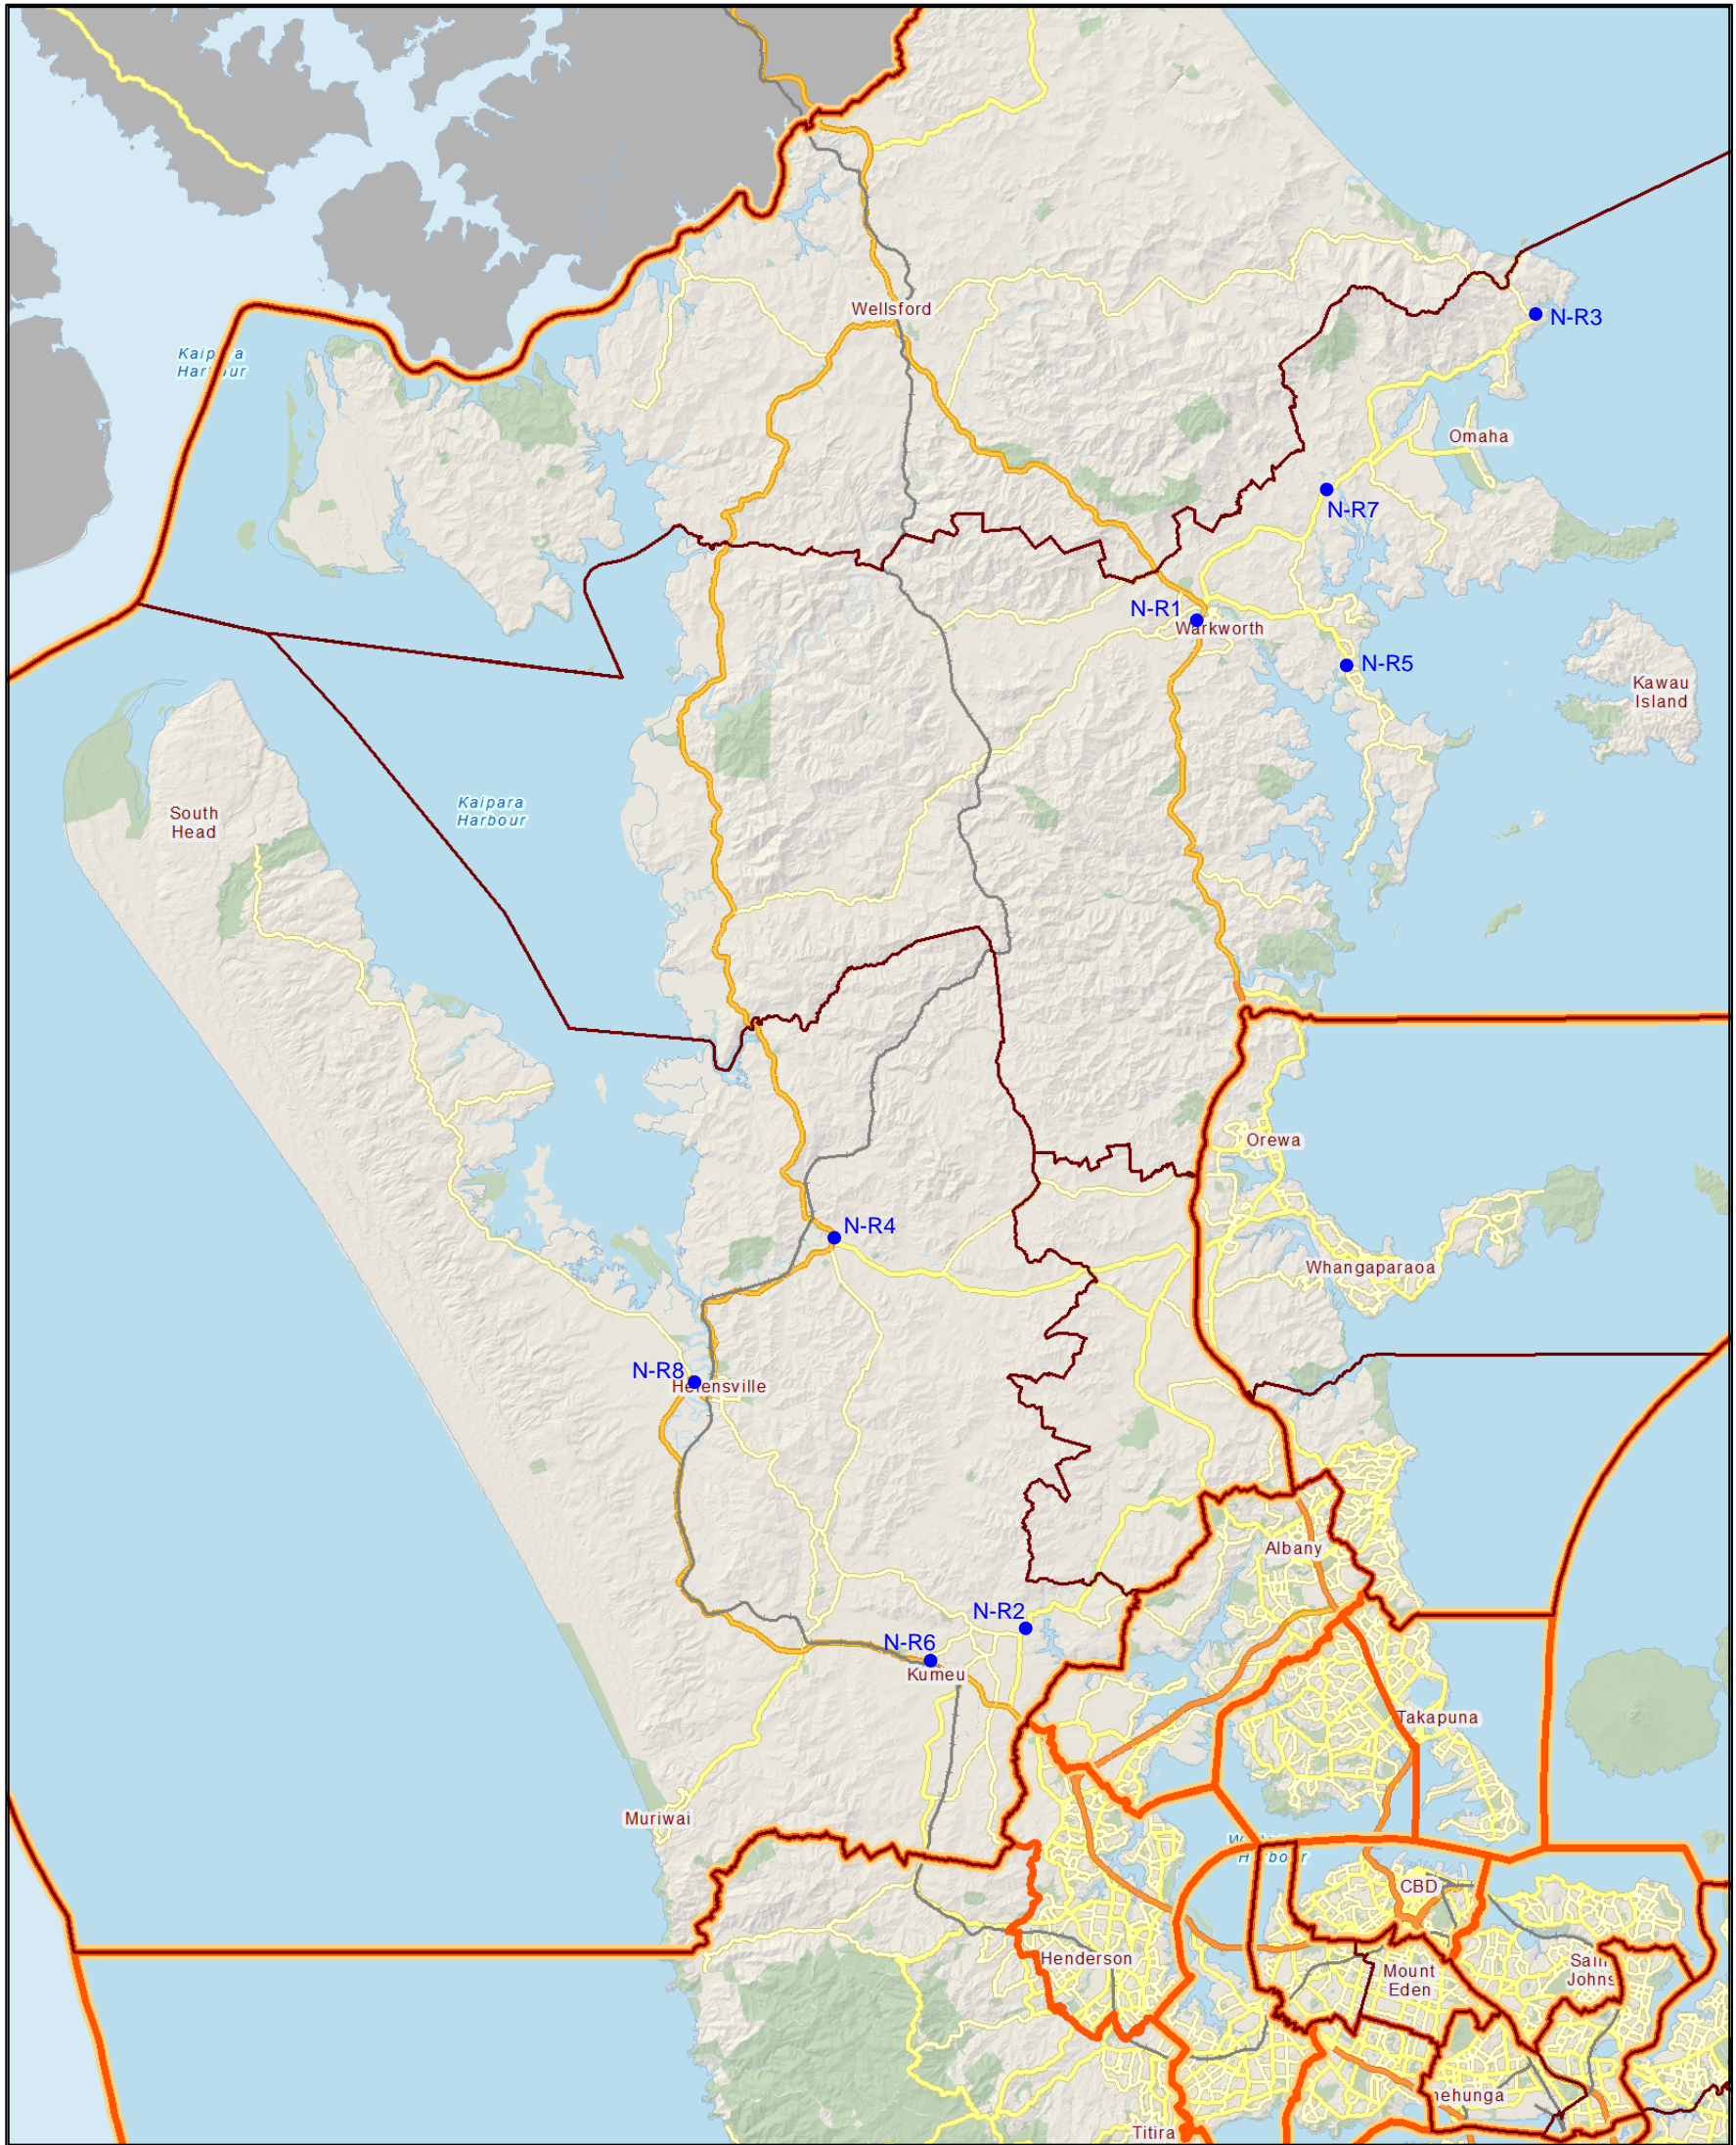 Wellsford
N-R3
Kaipara
Harbour
Omaha
N-R7
N-R1
Warkworth
N-R5
Kawau
Island
Kaipara
Harbour
South
Head
Orewa
N-R4
Whangaparaoa
N-R8
Helensville
Albany
N-R2
N-R6
Kumeu
Takapuna
Muriwai
Harbour
CBD
Henderson
Mount
Eden
Johns
Titira